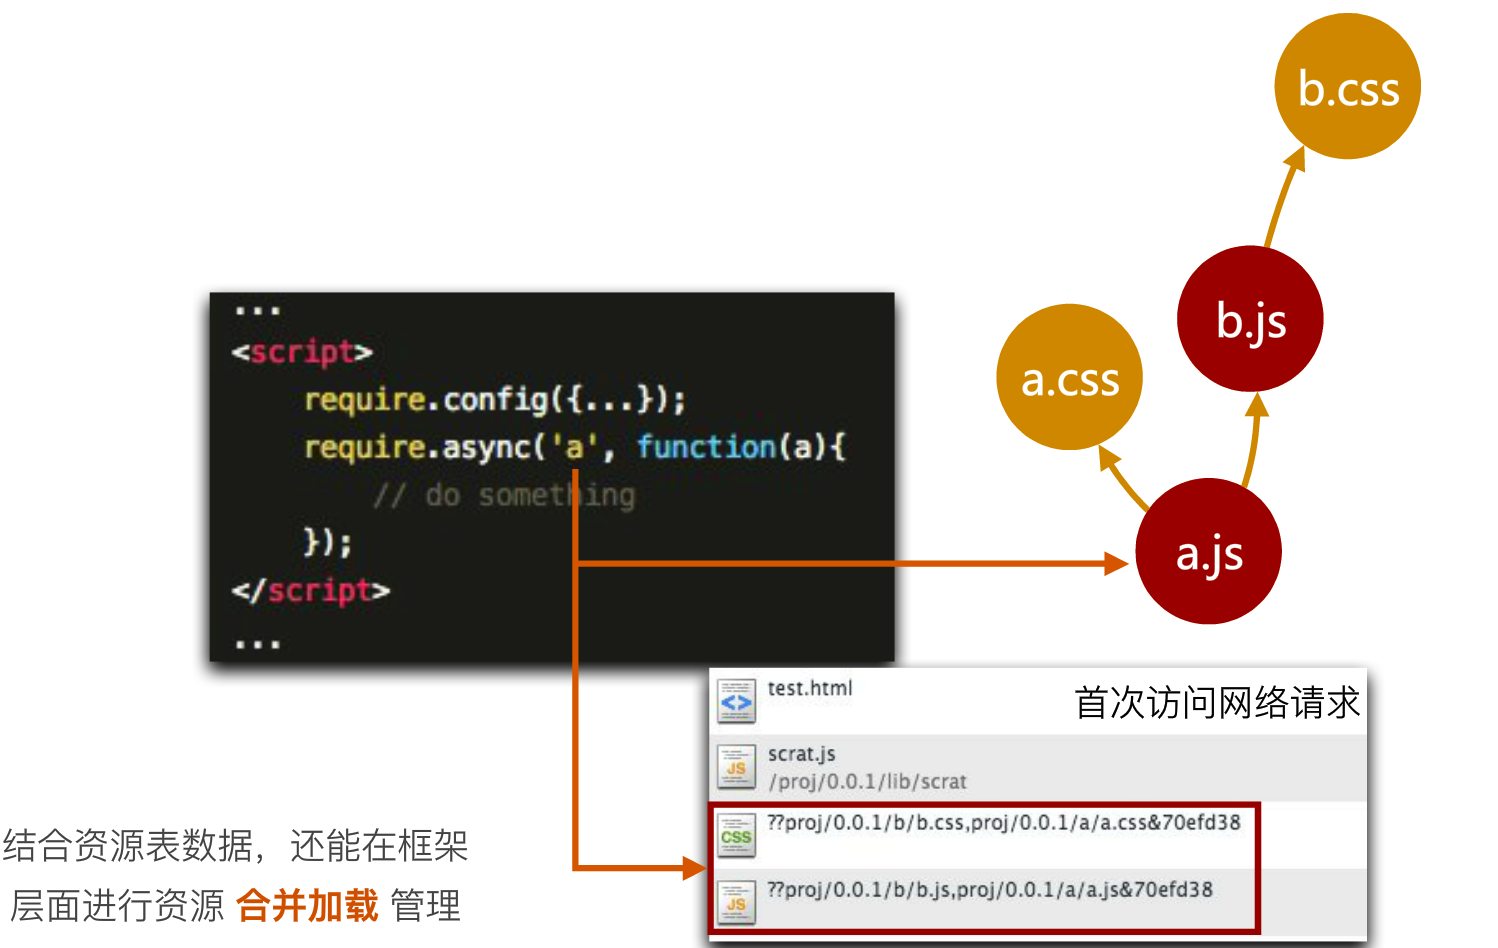 b.css
b.js
a.css
a.js
...
<script>
require.config({...});
require.async('a', function(a){
// do something
});
</script>
...
test.html
首次访问网络请求
scrat.js
/proj/0.0.1/lib/scrat
CSS
??proj/0.0.1/b/b.css,proj/0.0.1/a/a.css&70efd38
JS
??proj/0.0.1/b/b.js,proj/0.0.1/a/a.js&70efd38
JS
结合资源表数据，还能在框架
层面进行资源 合并加载 管理